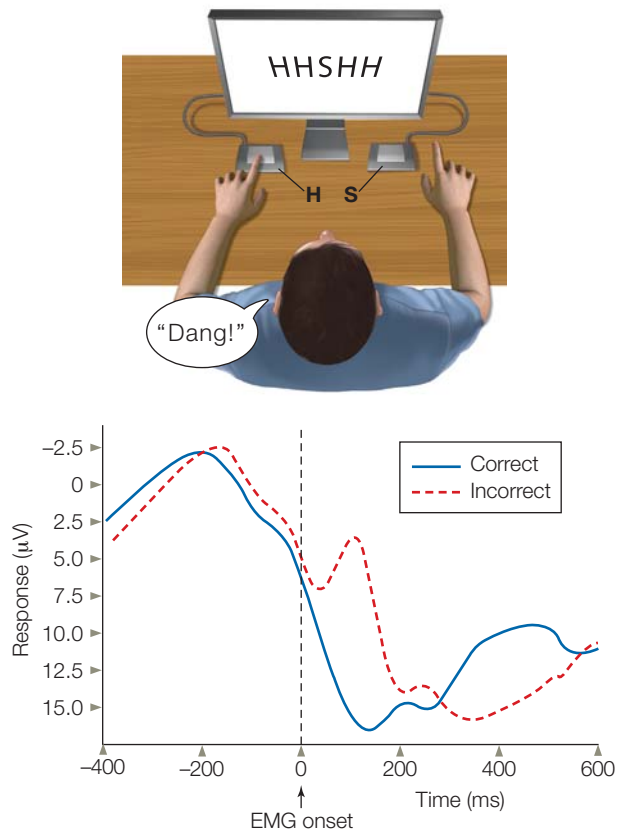 HHSHH
H S
“Dang!”
–2.5
0
2.5
5.0
7.5
10.0
12.5
15.0
Response (μV)
Correct
Incorrect
–400
–200
0
200
400
600
EMG onset
Time (ms)